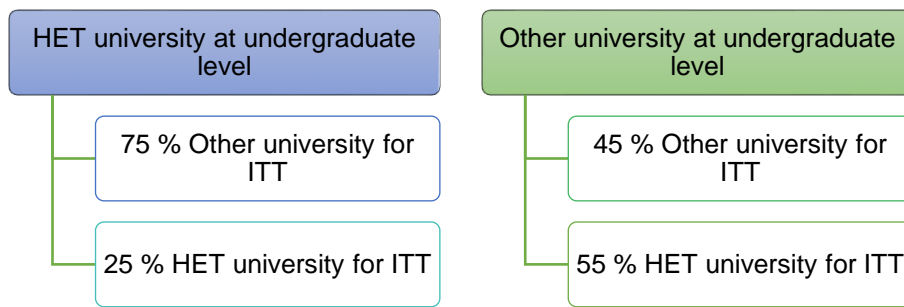 HET university at undergraduate
level
75 % Other university for
ITT
25 % HET university for ITT
Other university at undergraduate
level
45 % Other university for
ITT
55 % HET university for ITT